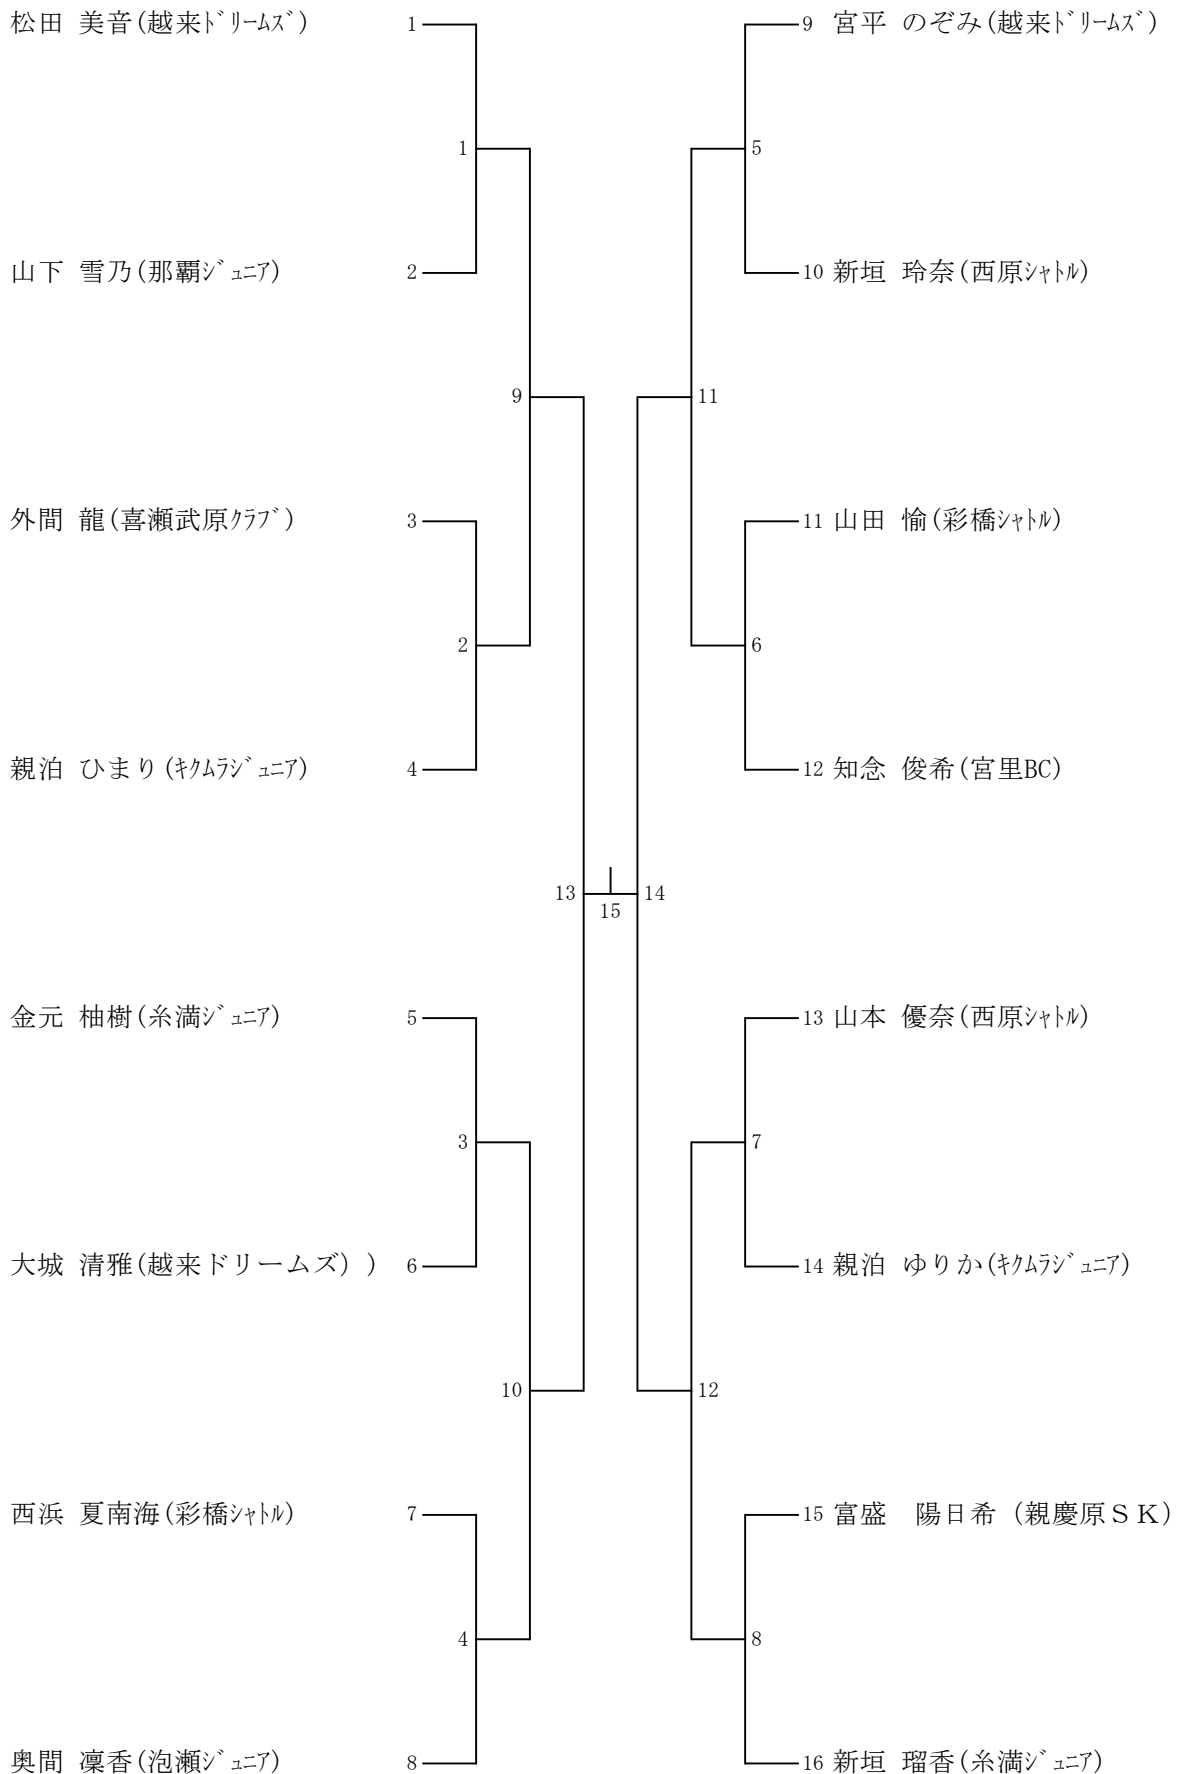 松田 美音(越来ﾄﾞﾘｰﾑｽﾞ) 1
1
山下 雪乃(那覇ｼﾞｭﾆｱ) 2
9
外間 龍(喜瀬武原ｸﾗﾌﾞ) 3
2
親泊 ひまり(ｷｸﾑﾗｼﾞｭﾆｱ) 4
13
15
金元 柚樹(糸満ｼﾞｭﾆｱ) 5
3
大城 清雅(越来ドリームズ)) 6
10
西浜 夏南海(彩橋ｼｬﾄﾙ) 7
4
奥間 凜香(泡瀬ｼﾞｭﾆｱ) 8
9 宮平 のぞみ(越来ﾄﾞﾘｰﾑｽﾞ)
5
10 新垣 玲奈(西原ｼｬﾄﾙ)
11
11 山田 愉(彩橋ｼｬﾄﾙ)
6
12 知念 俊希(宮里BC)
14
13 山本 優奈(西原ｼｬﾄﾙ)
7
14 親泊 ゆりか(ｷｸﾑﾗｼﾞｭﾆｱ)
12
15 富盛　陽日希（親慶原ＳＫ）
8
16 新垣 瑠香(糸満ｼﾞｭﾆｱ)